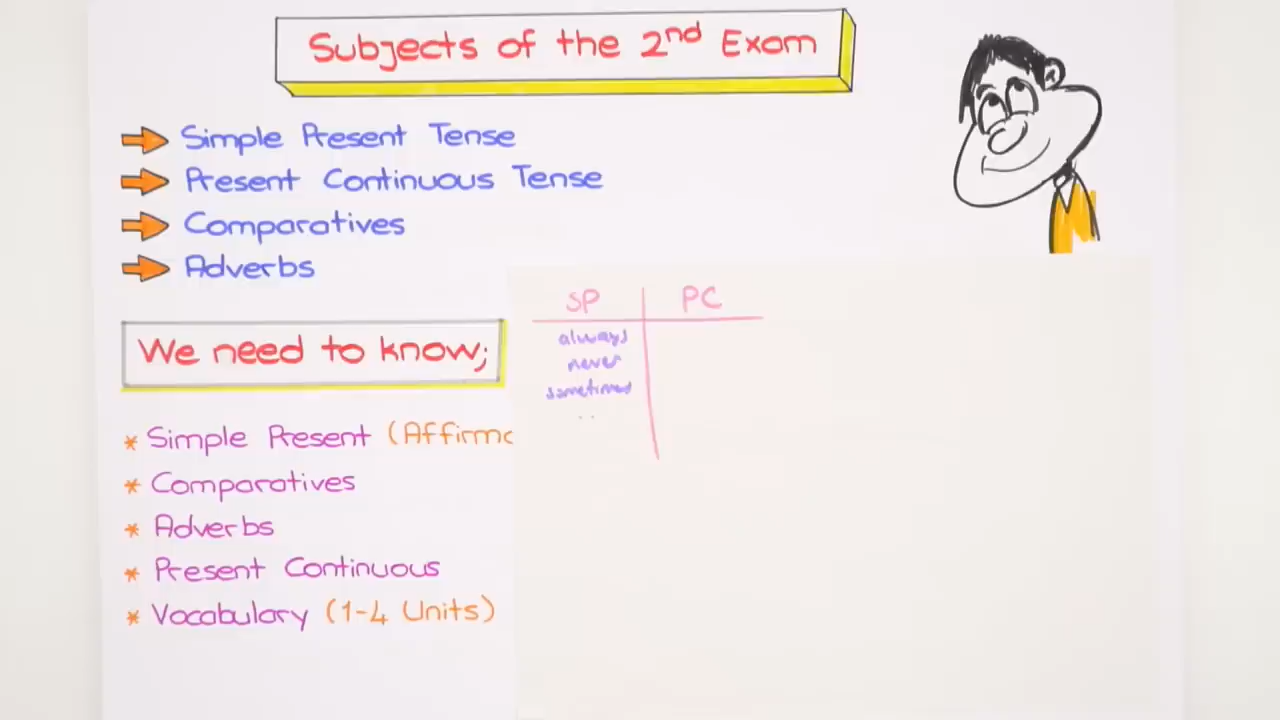 Subjects of the 2nd Exam
Simple Present Tense
Present Continuous Tense
Comparatives
Adverbs
We need to know;
* Simple Present (Affirma
* Comparatives
* Adverbs
* Present Continuous
* Vocabulary (1-4 Units)
SP PC
always
never
sometimes
..